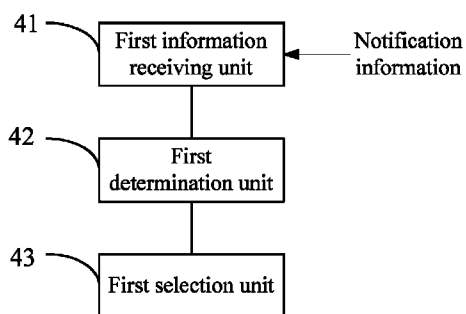 41
First information
receiving unit
Notification
information
42
First
determination unit
43
First selection unit